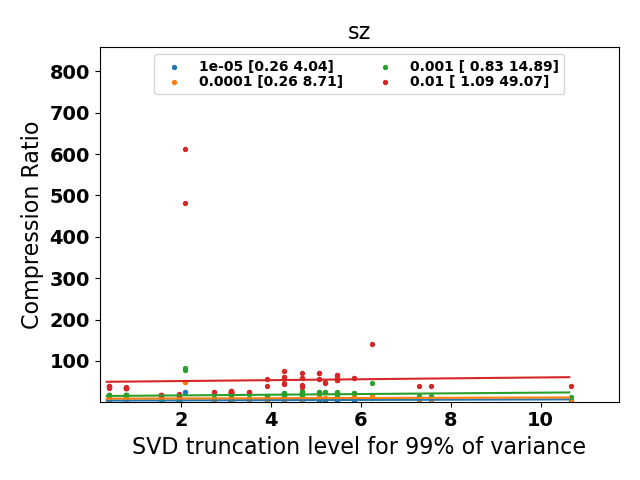 sz
1e-05 [0.26 4.04]
0.0001 [0.26 8.71]
0.001 [ 0.83 14.89]
0.01 [ 1.09 49.07]
Compression Ratio
800
700
600
500
400
300
200
100
2 4 6 8 10
SVD truncation level for 99% of variance